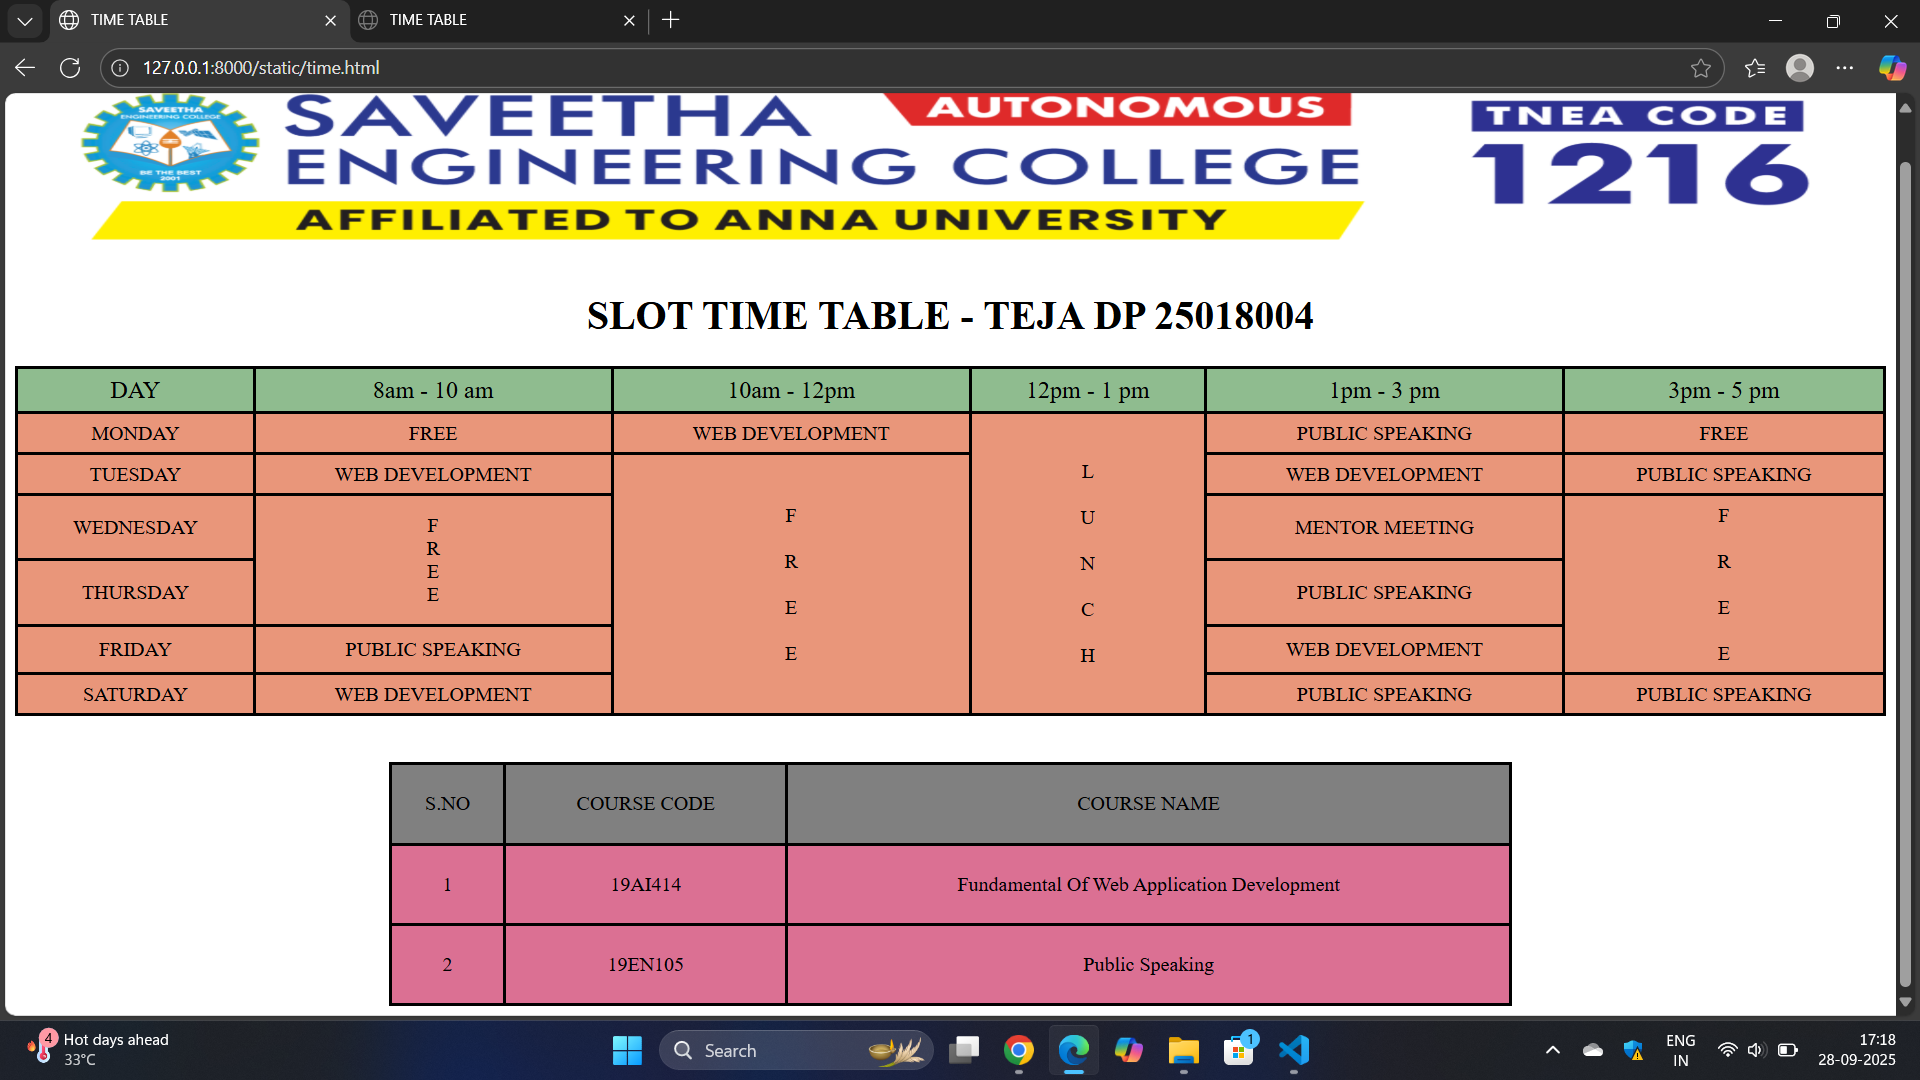 TIME TABLE
TIME TABLE
127.0.0.1:8000/static/time.html
SAVEETHA
ENGINEERING COLLEGE
BE THE BEST
2001
SAVEETHA
AUTONOMOUS
ENGINEERING COLLEGE
AFFILIATED TO ANNA UNIVERSITY
TNEA CODE
1216
SLOT TIME TABLE - TEJA DP 25018004
DAY 8am - 10 am 10am - 12pm 12pm - 1 pm 1pm - 3 pm 3pm - 5 pm
MONDAY FREE WEB DEVELOPMENT L U N C H PUBLIC SPEAKING FREE
TUESDAY WEB DEVELOPMENT F R E E WEB DEVELOPMENT PUBLIC SPEAKING
WEDNESDAY F R E E MENTOR MEETING F R E E
THURSDAY PUBLIC SPEAKING
FRIDAY PUBLIC SPEAKING WEB DEVELOPMENT
SATURDAY WEB DEVELOPMENT PUBLIC SPEAKING PUBLIC SPEAKING
S.NO COURSE CODE COURSE NAME
1 19AI414 Fundamental Of Web Application Development
2 19EN105 Public Speaking
4
Hot days ahead
33°C
Search
1
ENG
IN
17:18
28-09-2025